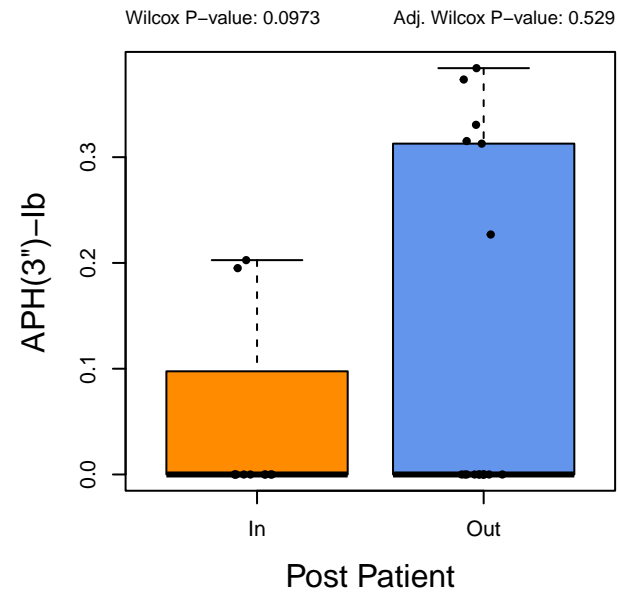 Wilcox P−value: 0.0973
Adj. Wilcox P−value: 0.529
APH(3")−Ib
0.3
0.2
0.1
0.0
In
Out
Post Patient